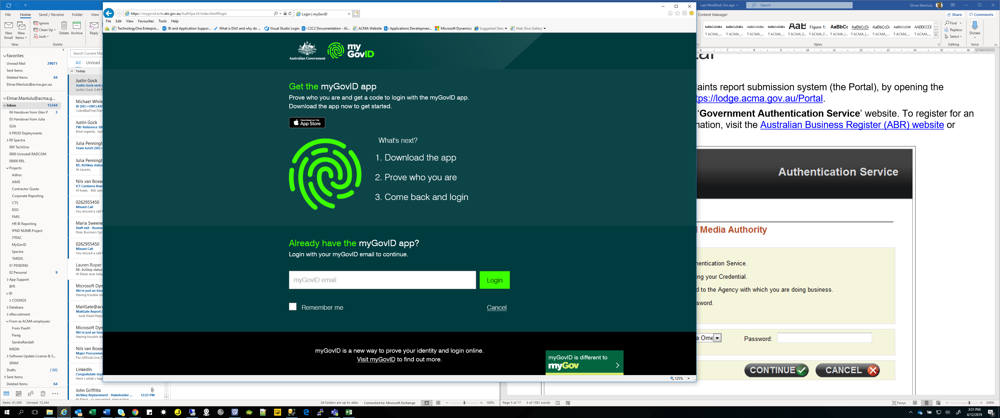 File Home Send / Receive Folder View
New Email
New Items
Ignore
Clean Up
Junk
Delete
Archive
Reply
New
Delete
Favorites
Unread Mail 29071
Sent Items
Deleted Items 64
Elmar.Manlulu@acma.gov.au
Elmar.Manlulu@acma.g...
Inbox 15344
04 Handover from Glen P 3
03 Handover from Julia
SOA
0 PROD Deployments
00 Spectra
000 TechOne
0000 Uninstall RADCOM
00000 RRL
Projects
Adhoc
AIMS
Contractor Quote
Corporate Reporting
CTS
DSO
FMIS
HR BI Reporting
IPND NUMB Project
JTRAC
MyGovID
Spectra
TARDIS
01 PENDING
02 Personal 9
App Support
BFR
BI
COGNOS
Database
eRecruitment
From ex ACMA employees
From PaulH
Parag
SandraRandall
MSDN
Software Update License & S...
SPAM
Drafts [180]
Sent Items
Deleted Items 64
Items: 61,090 Unread: 15,344
Search Current Mai
All Unread
Today
Justin Gock
Justin Gock sent y
Justin Gock 3:49 P
Michael While
BI [SEC=UNCLASS
\\cbrdba01vp\Tran
Justin Gock
FW: Reference 100
Kind regards, Just
Julia Penningt
Team lunch [SEC=
Julia Penningt
RE: AUSkey status
Hi Lauren,
Nils van Boxse
ICT Canberra Bran
Hi team, Nils aske
0262955450
Missed Call
You missed a call f
Maria Sweene
Staff exit - Busine
Dear Business Sys
0262955450
Missed Call
You missed a call f
Lauren Roper
RE: AUSkey status
Hi Elmar and Julia,
Microsoft Dyn
We're just an hou
Having trouble vie
MailGate@acr
MailGate Report [
Junk Email Repo
Microsoft Dyn
We're just an hou
Having trouble vie
Nils van Boxse
Major Procuremen
For-Official-Use-O
LinkedIn
Congratulate Gryf
Here's what's hap
John Griffiths
AUSkey Replacement - Stakeholder ... 12:23 PM
Hi Elmar, As requested, please find
All folders are up to date. Connected to: Microsoft Exchange 100%
https://mygovid.evte.ato.gov.au/AuthSpa.UI/index.html#login
Login | myGovID
File Edit View Favourites Tools Help
TechnologyOne Enterpris... BI and Application Suppor... What is DAX and why do ... Visual Studio Login C2C2 Documentation - Al... ACMA Website Applications Developmen... Microsoft Dynamics Suggested Sites Web Slice Gallery
Australian Government
my
GovID
Get the myGovID app
Prove who you are and get a code to login with the myGovID app.
Download the app now to get started.
Download on the
App Store
What's next?
1. Download the app
2. Prove who you are
3. Come back and login
Already have the myGovID app?
Login with your myGovID email to continue.
myGovID email
Login
Remember me
Cancel
myGovID is a new way to prove your identity and login online.
Visit myGovID to find out more.
myGovID is different to
myGov
125%
- Last Modified: 5m ago
Search
Elmar Manlulu
Content Manager
Share
Comments
AaBbCcDdEe AaBbCcDdEe AaBbCcDdEe AaBbCcDdEe AaB Figure 1: AaBbCc AaBbCcD AaBbCcDc AaBbCcDdE AABBCCDI
¶ ACMA_... ¶ ACMA_... ¶ ACMA_... ¶ ACMA_... ¶ ACMA_E... ¶ ACMA_F... ¶ ACMA_I... ¶ ACMA_L... ¶ ACMA_... ¶ ACMA_... ¶ ACMA_...
Find
Replace
Select
Dictate
Styles
Editing
Voice
6 7 8 9 10 11 12 13 14 15 16
laints report submission system (the Portal), by opening the
tps://lodge.acma.gov.au/Portal.
'Government Authentication Service' website. To register for an
nation, visit the Australian Business Register (ABR) website or
Authentication Service
Media Authority
hentication Service.
ing your Credential.
d to the Agency with which you are doing business.
sword.
a Ome
Password:
CONTINUE
CANCEL
Page 5 of 17 4 of 1581 words
Focus
244%
3:51 PM
4/12/2019
6